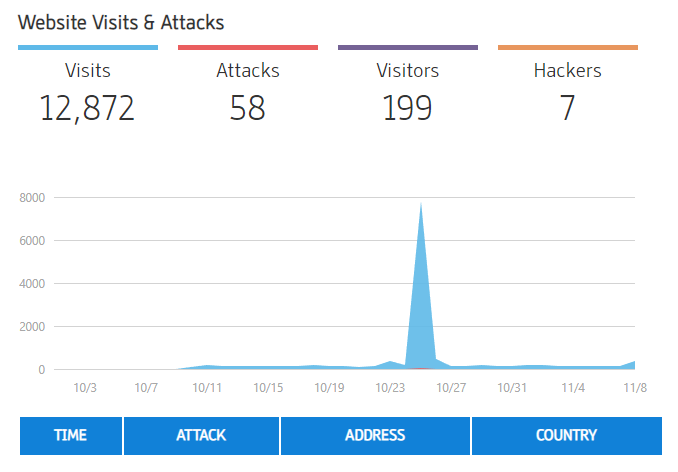 Website Visits & Attacks
Visits Attacks Visitors Hackers
12,872 58 199 7
8000
6000
4000
2000
0
10/3 10/7 10/11 10/15 10/19 10/23 10/27 10/31 11/4 11/8
TIME ATTACK ADDRESS COUNTRY